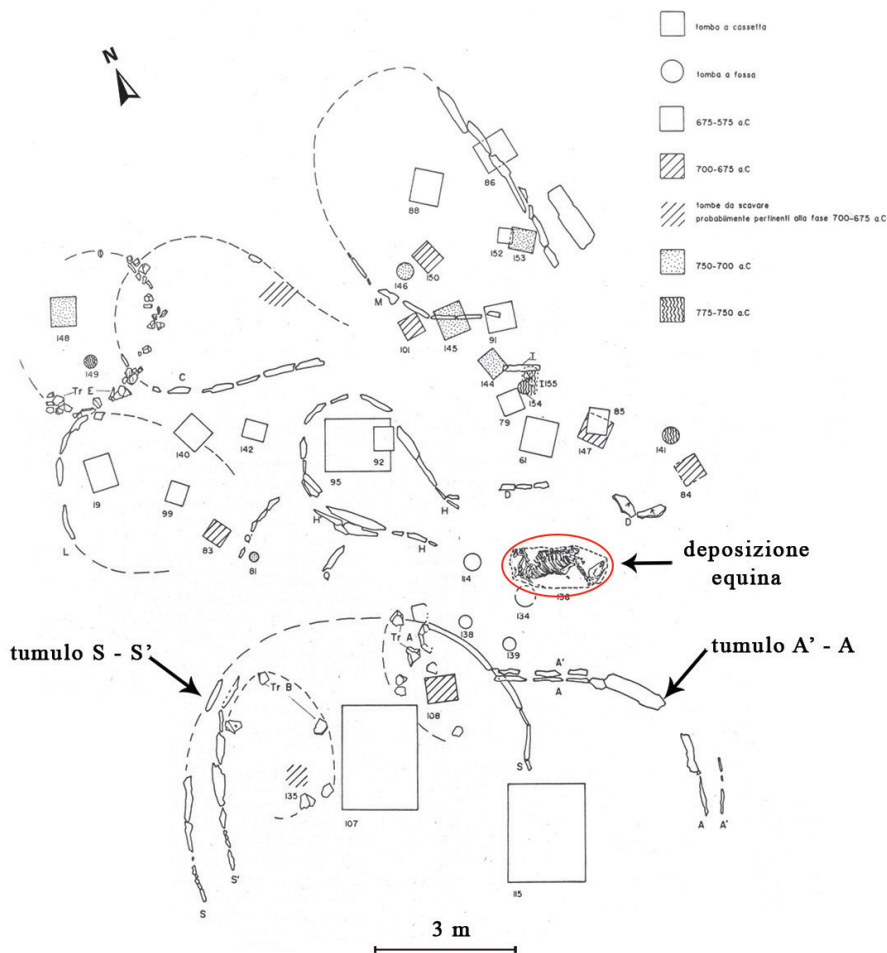 N
tomba a cassetta
tomba a fossa
675-575 a.C
700-675 a.C
tombe da scavare
probabilmente pertinenti alla fase 700-675 a.C
750-700 a.C
775-750 a.C
86
88
152
153
150
146
M
101
145
91
148
149
Tr E
C
144
I
I155
154
79
85
61
147
141
84
140
142
92
95
19
99
83
81
L
H'
H
H
D
D
114
136
134
deposizione
equina
138
139
Tr A
A'
A
tumulo S - S'
tumulo A' - A
Tr B
108
S
135
107
A
A'
S'
S
115
3 m